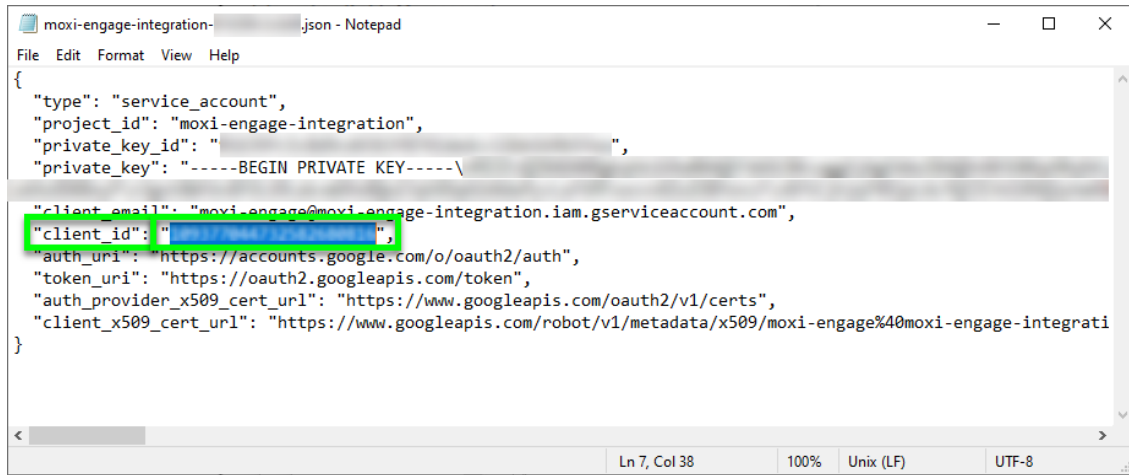 moxi-engage-integration- .json - Notepad
File Edit Format View Help
{
"type": "service_account",
"project_id": "moxi-engage-integration",
"private_key_id": " ",
"private_key": "-----BEGIN PRIVATE KEY-----\
"client_email": "moxi-engage@moxi-engage-integration.iam.gserviceaccount.com",
"client_id": " ",
"auth_uri": "https://accounts.google.com/o/oauth2/auth",
"token_uri": "https://oauth2.googleapis.com/token",
"auth_provider_x509_cert_url": "https://www.googleapis.com/oauth2/v1/certs",
"client_x509_cert_url": "https://www.googleapis.com/robot/v1/metadata/x509/moxi-engage%40moxi-engage-integrati
}
Ln 7, Col 38 100% Unix (LF) UTF-8